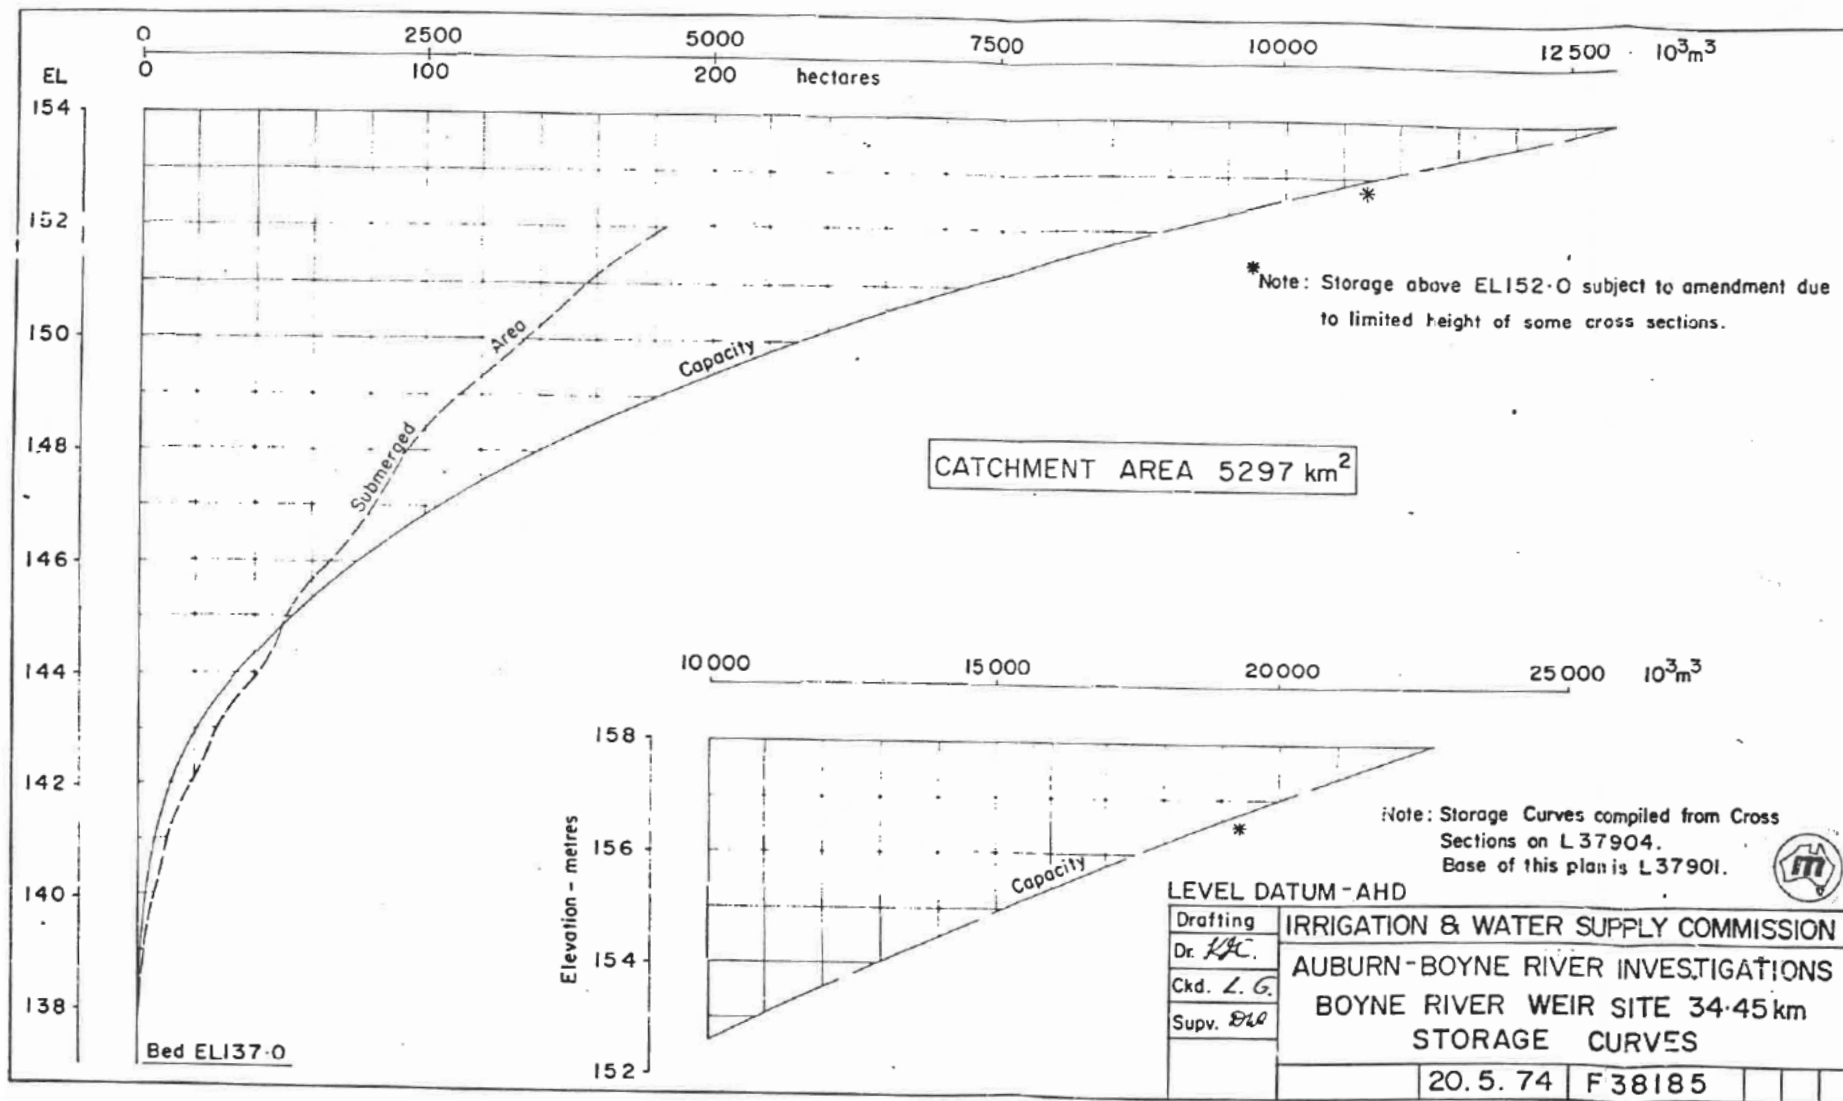 0 2500 5000 7500 10000 12500 10³m³
0 100 200 hectares
EL
154
152
150
148
146
144
142
140
138
Area
Submerged
Capacity
*
*Note: Storage above EL152·0 subject to amendment due
to limited height of some cross sections.
CATCHMENT AREA 5297 km²
10000 15000 20000 25000 10³m³
158
156
154
152
Elevation - metres
Capacity
*
Bed EL137·0
Note: Storage Curves compiled from Cross
Sections on L37904.
Base of this plan is L37901.
m
LEVEL DATUM-AHD
Drafting
Dr.
Ckd. L. G.
Supv.
IRRIGATION & WATER SUPPLY COMMISSION
AUBURN-BOYNE RIVER INVESTIGATIONS
BOYNE RIVER WEIR SITE 34·45km
STORAGE CURVES
20. 5. 74 F 38185